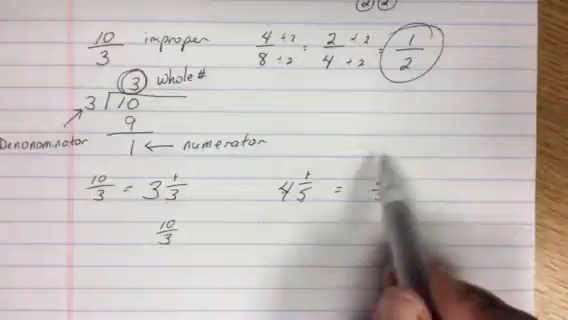 10/3 improper 4÷2/8÷2 = 2÷2/4÷2 = 1/2
3 whole #
3 10
9
Denonominator 1 ← numerator
10/3 = 3 1/3 4 1/5 =
10/3